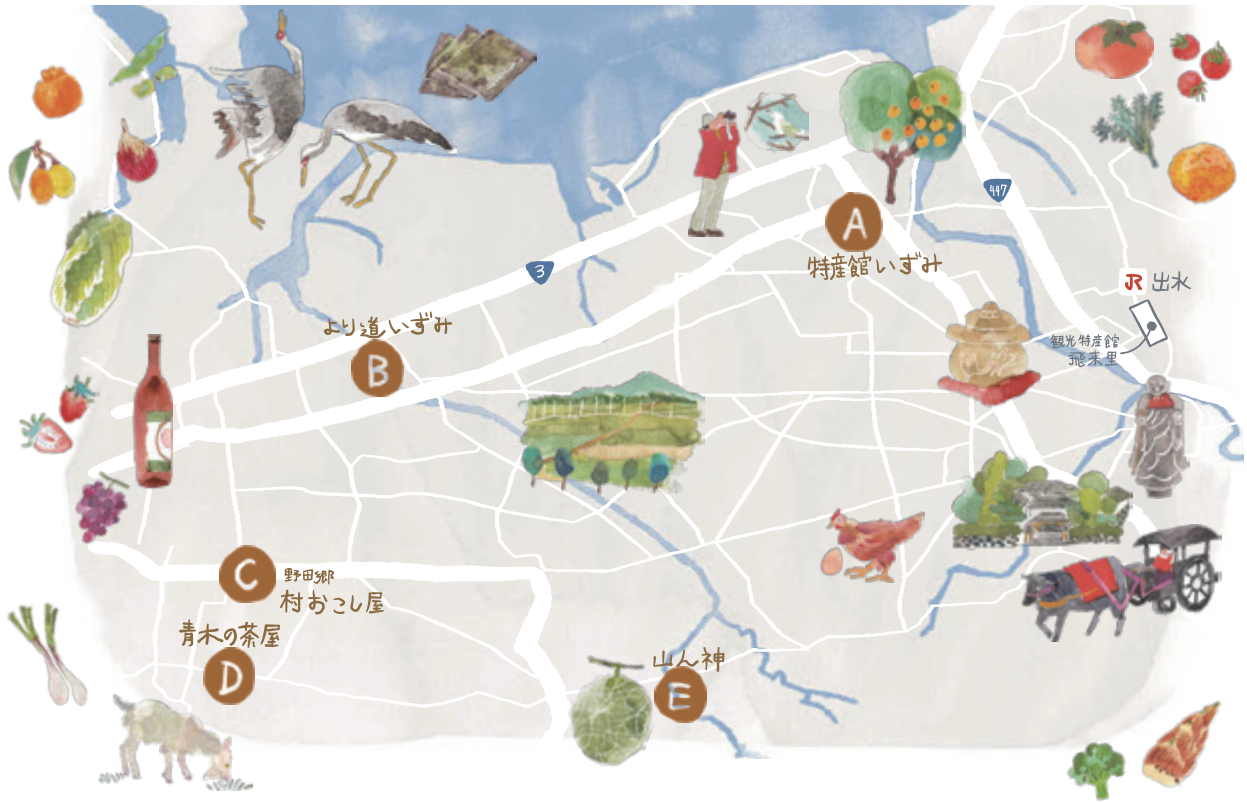 447
A
特産館いずみ
3
JR 出水
観光特産館
飛来里
より道いずみ
B
C
野田郷
村おこし屋
青木の茶屋
D
山ん神
E